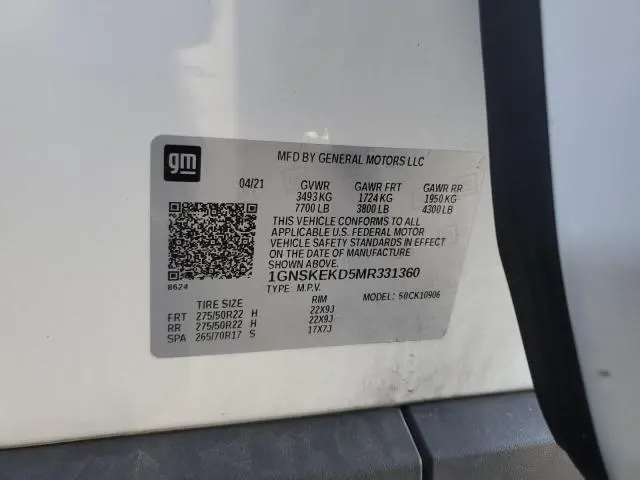 gm
MFD BY GENERAL MOTORS LLC
04/21 GVWR GAWR FRT GAWR RR
3493 KG 1724 KG 1950 KG
7700 LB 3800 LB 4300 LB
THIS VEHICLE CONFORMS TO ALL
APPLICABLE U.S. FEDERAL MOTOR
VEHICLE SAFETY STANDARDS IN EFFECT
ON THE DATE OF MANUFACTURE
SHOWN ABOVE.
1GNSKEKD5MR331360
8624 TYPE: M.P.V.
TIRE SIZE RIM MODEL: 50CK10906
FRT 275/50R22 H 22X9J
RR 275/50R22 H 22X9J
SPA 265/70R17 S 17X7J